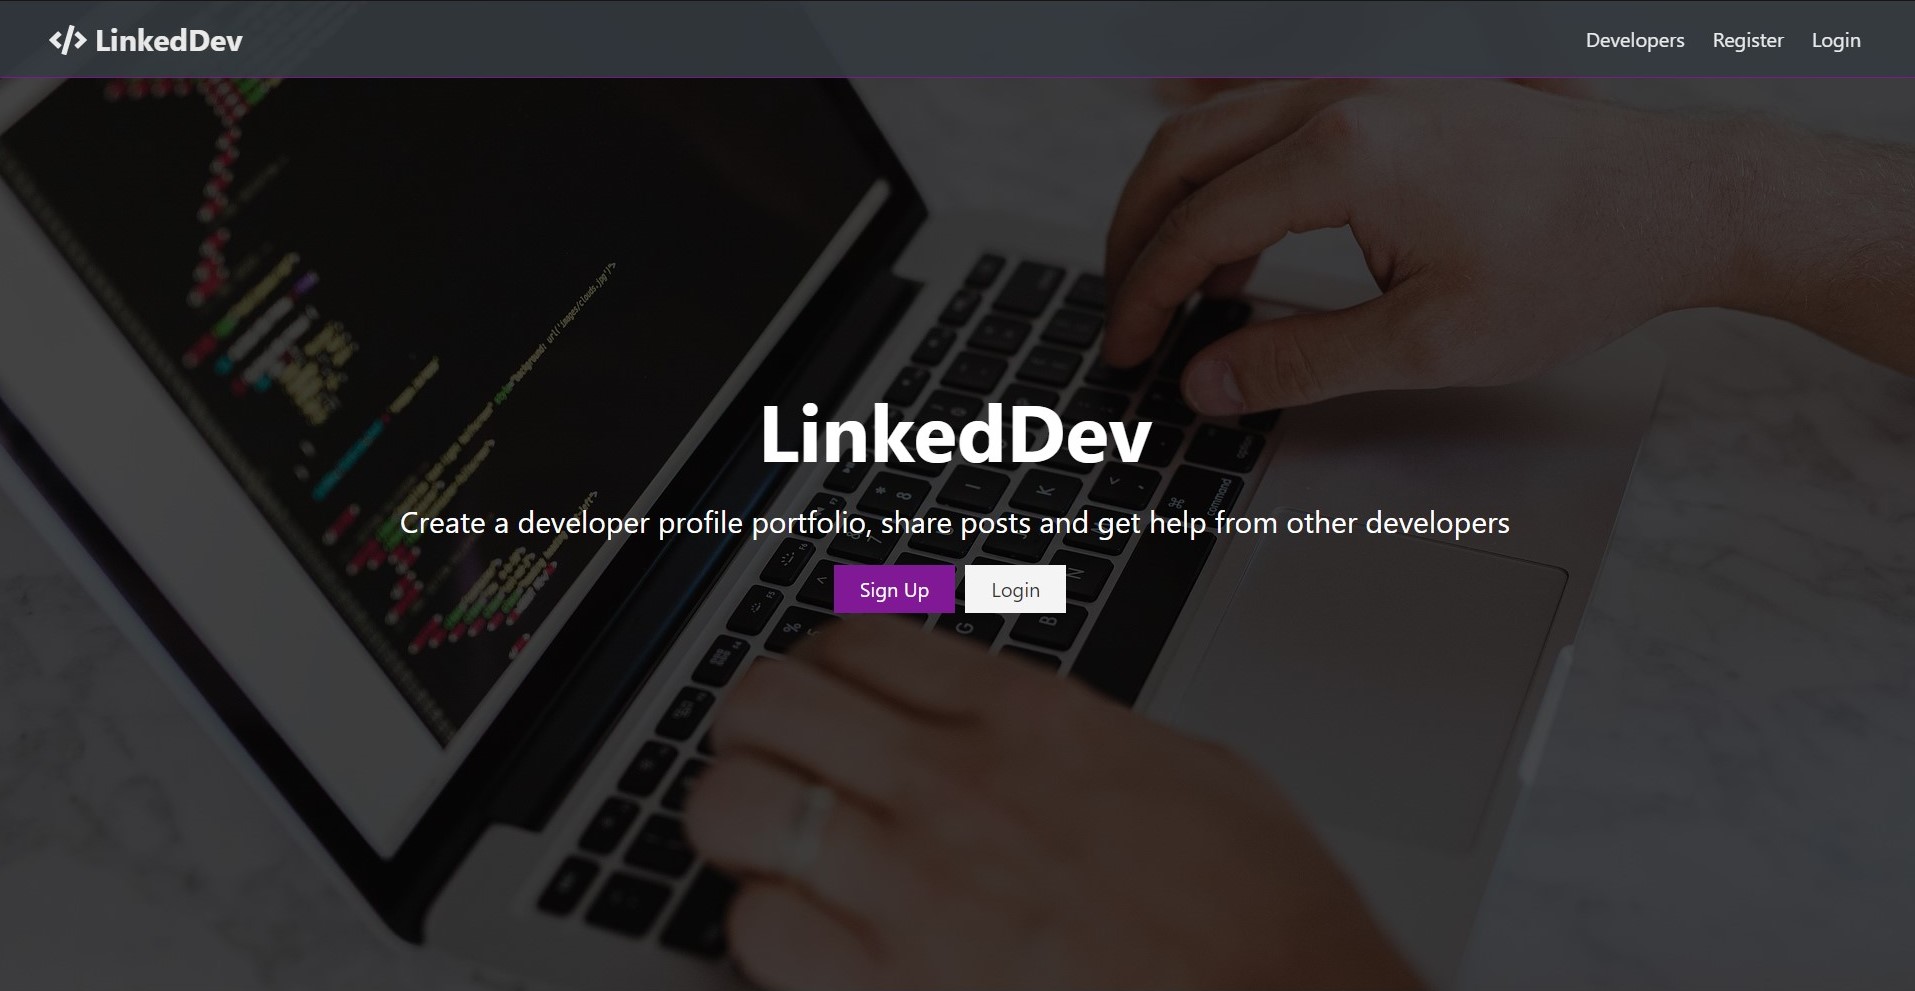 LinkedDev
Developers Register Login
LinkedDev
Create a developer profile portfolio, share posts and get help from other developers
Sign Up Login
command